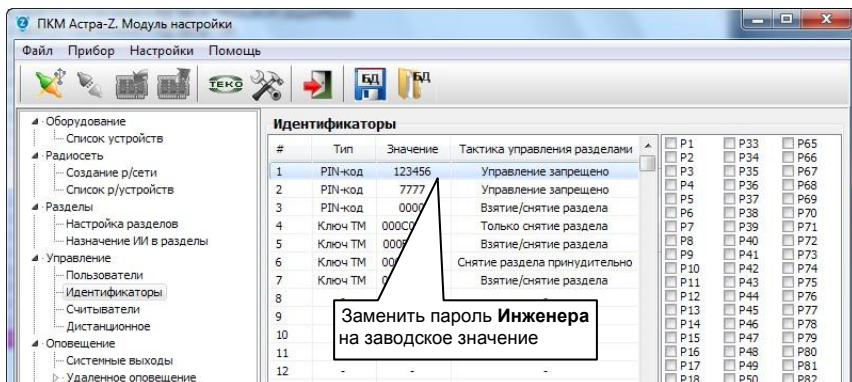 ПКМ Астра-Z. Модуль настройки
Файл Прибор Настройки Помощь
ТЕКО БД БД
Оборудование
Список устройств
Радиосеть
Создание р/сети
Список р/устройств
Разделы
Настройка разделов
Назначение ИИ в разделы
Управление
Пользователи
Идентификаторы
Считыватели
Дистанционное
Оповещение
Системные выходы
Удаленное оповещение
Идентификаторы
# Тип Значение Тактика управления разделами
1 PIN-код 123456 Управление запрещено
2 PIN-код 7777 Управление запрещено
3 PIN-код 0000 Взятие/снятие раздела
4 Ключ ТМ 000C0 Только снятие раздела
5 Ключ ТМ Взятие/снятие раздела
6 Ключ ТМ Снятие раздела принудительно
7 Ключ ТМ Взятие/снятие раздела
8 - -
9
10
11
12 - - -
Заменить пароль Инженера
на заводское значение
P1 P33 P65
P2 P34 P66
P3 P35 P67
P4 P36 P68
P5 P37 P69
P6 P38 P70
P7 P39 P71
P8 P40 P72
P9 P41 P73
P10 P42 P74
P11 P43 P75
P12 P44 P76
P13 P45 P77
P14 P46 P78
P15 P47 P79
P16 P48 P80
P17 P49 P81
P18 P50 P82